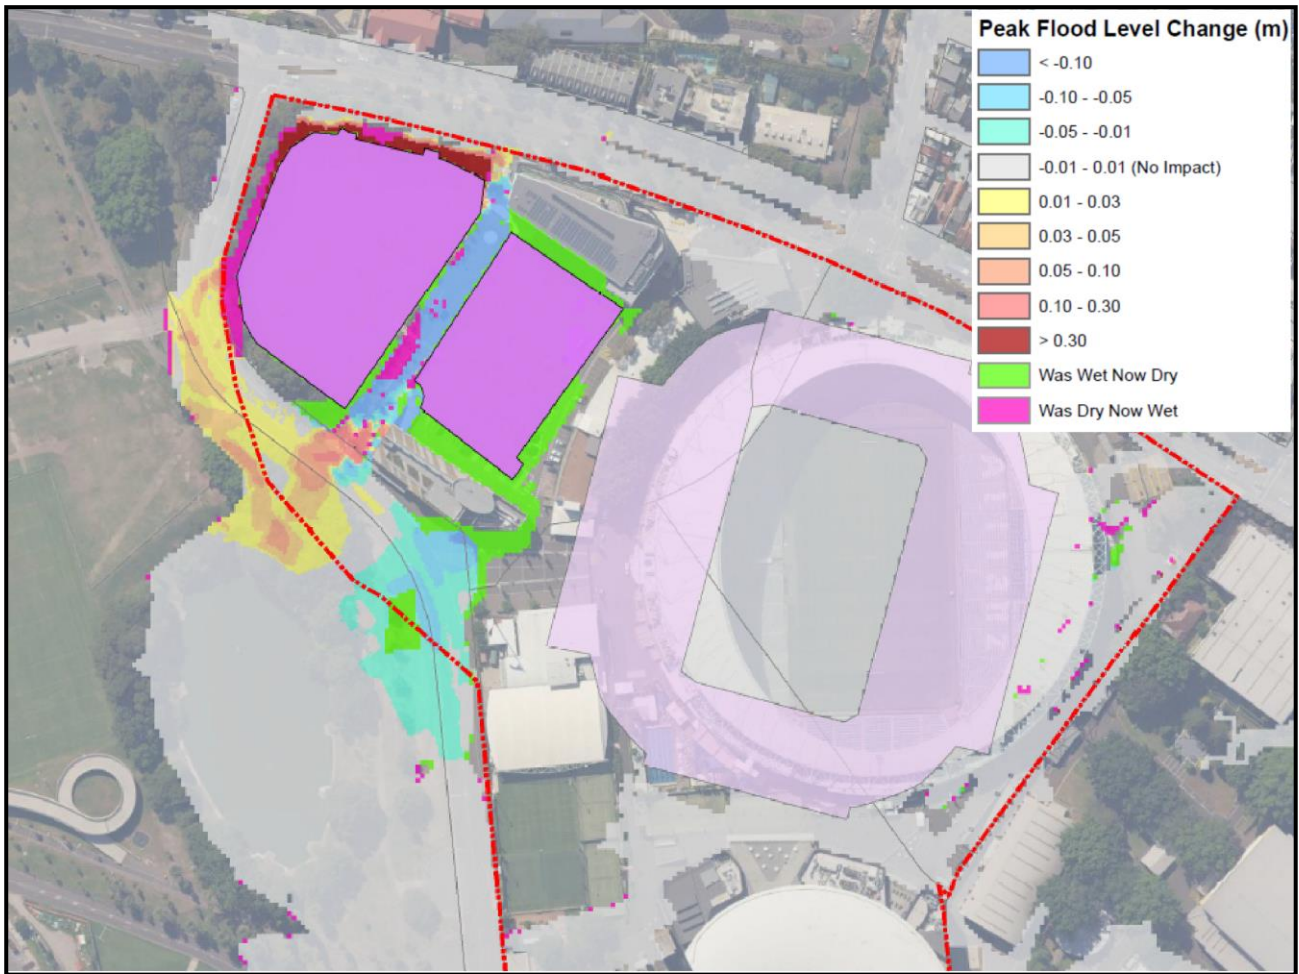 Peak Flood Level Change (m)
< -0.10
-0.10 - -0.05
-0.05 - -0.01
-0.01 - 0.01 (No Impact)
0.01 - 0.03
0.03 - 0.05
0.05 - 0.10
0.10 - 0.30
> 0.30
Was Wet Now Dry
Was Dry Now Wet